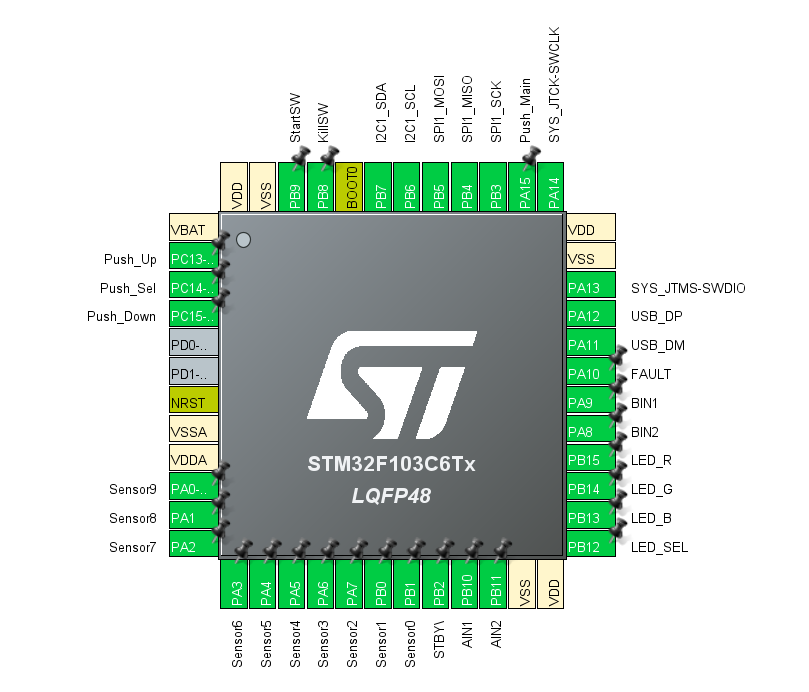 StartSW
KillSW
I2C1_SDA
I2C1_SCL
SPI1_MOSI
SPI1_MISO
SPI1_SCK
Push_Main
SYS_JTCK-SWCLK
VDD
VSS
PB9
PB8
BOOT0
PB7
PB6
PB5
PB4
PB3
PA15
PA14
Push_Up
Push_Sel
Push_Down
Sensor9
Sensor8
Sensor7
VBAT
PC13-..
PC14-..
PC15-..
PD0-..
PD1-..
NRST
VSSA
VDDA
PA0-..
PA1
PA2
ST
STM32F103C6Tx
LQFP48
VDD
VSS
PA13
PA12
PA11
PA10
PA9
PA8
PB15
PB14
PB13
PB12
SYS_JTMS-SWDIO
USB_DP
USB_DM
FAULT
BIN1
BIN2
LED_R
LED_G
LED_B
LED_SEL
PA3
PA4
PA5
PA6
PA7
PB0
PB1
PB2
PB10
PB11
VSS
VDD
Sensor6
Sensor5
Sensor4
Sensor3
Sensor2
Sensor1
Sensor0
STBY\
AIN1
AIN2